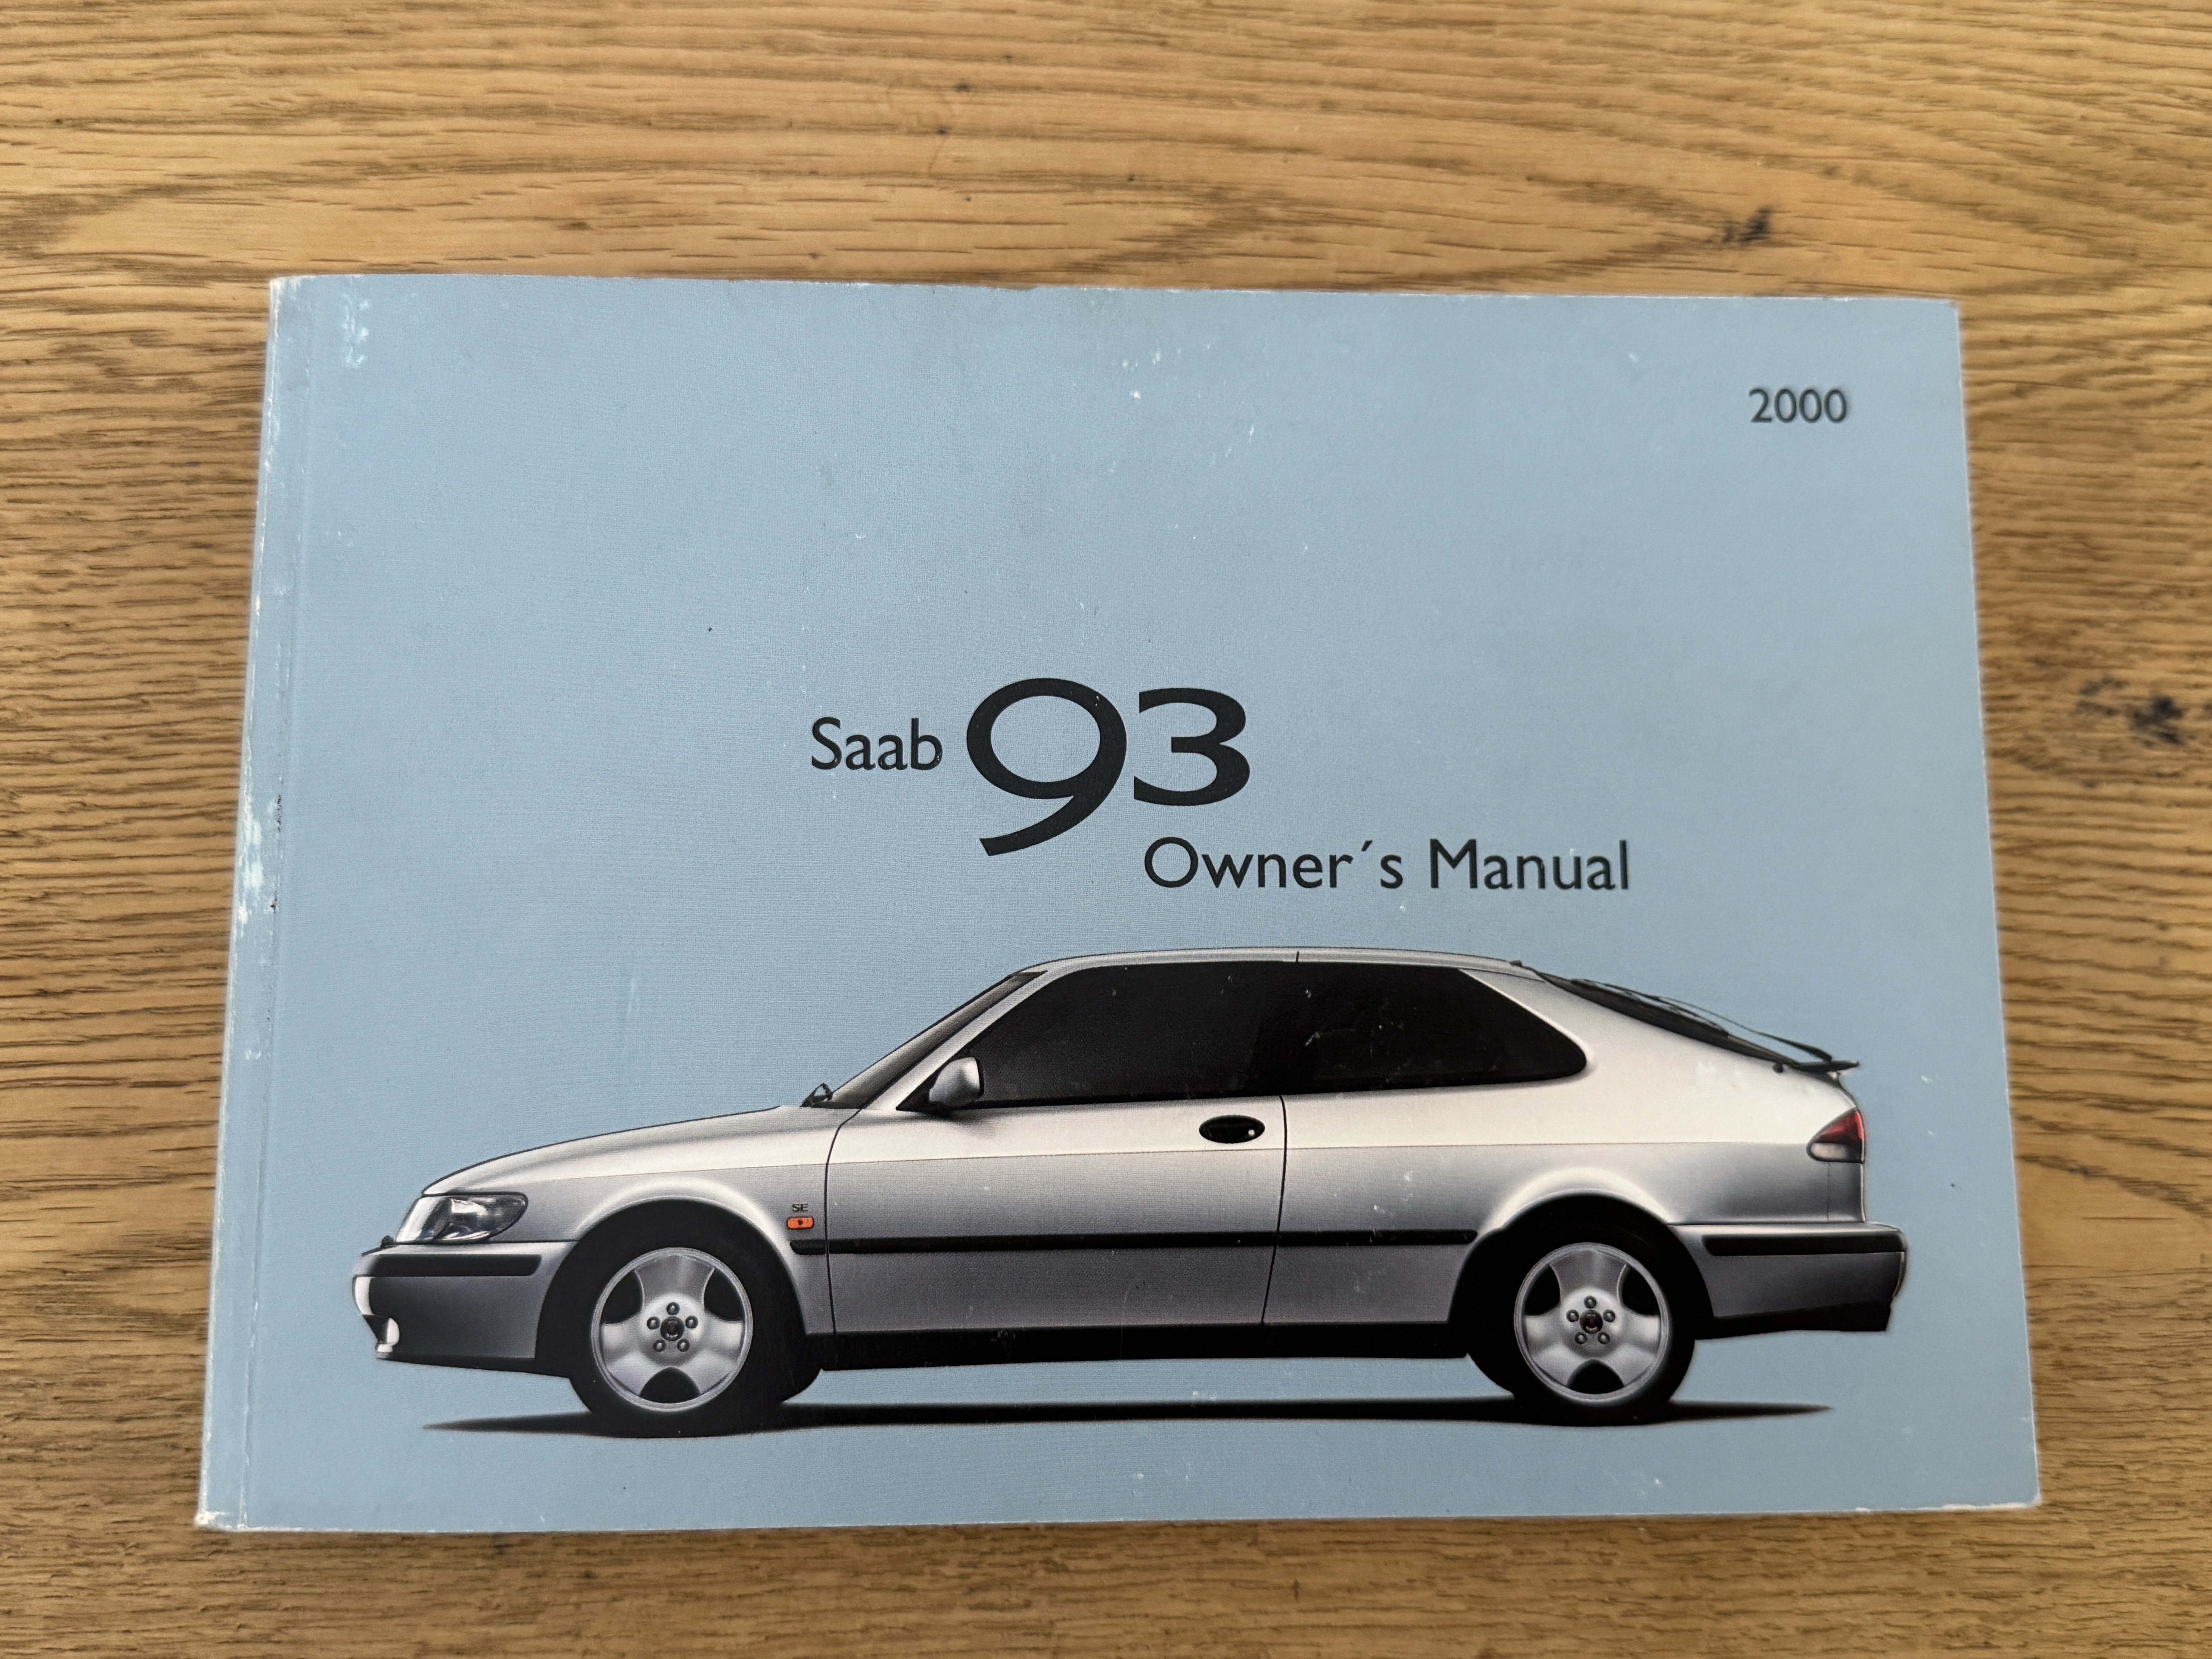 2000
Saab 93
Owner´s Manual
SE